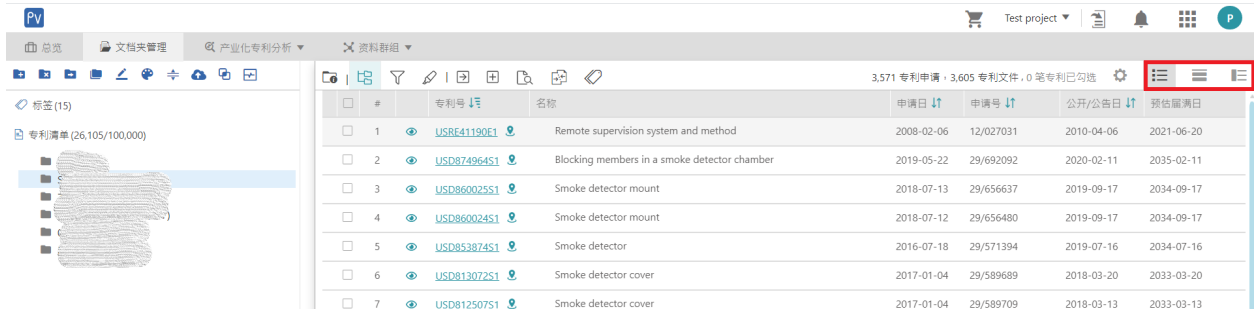 PV Test project ▼ P
总览 文档夹管理 产业化专利分析 ▼ 资料群组 ▼
3,571 专利申请，3,605 专利文件，0 笔专利已勾选
标签(15)
专利清单(26,105/100,000)
# 专利号 名称 申请日 申请号 公开/公告日 预估届满日
1 USRE41190E1 Remote supervision system and method 2008-02-06 12/027031 2010-04-06 2021-06-20
2 USD874964S1 Blocking members in a smoke detector chamber 2019-05-22 29/692092 2020-02-11 2035-02-11
3 USD860025S1 Smoke detector mount 2018-07-13 29/656637 2019-09-17 2034-09-17
4 USD860024S1 Smoke detector mount 2018-07-12 29/656480 2019-09-17 2034-09-17
5 USD853874S1 Smoke detector 2016-07-18 29/571394 2019-07-16 2034-07-16
6 USD813072S1 Smoke detector cover 2017-01-04 29/589689 2018-03-20 2033-03-20
7 USD812507S1 Smoke detector cover 2017-01-04 29/589709 2018-03-13 2033-03-13